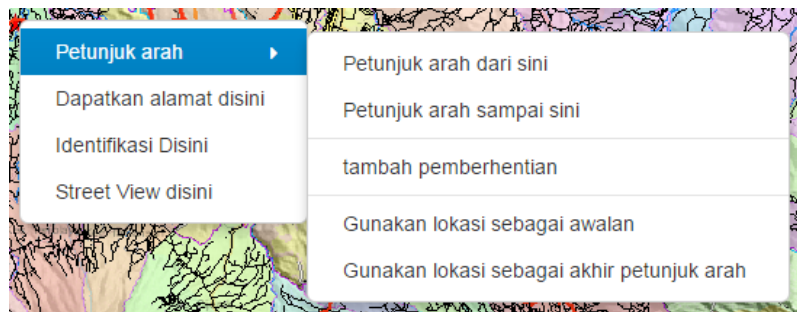 Petunjuk arah
Dapatkan alamat disini
Identifikasi Disini
Street View disini
Petunjuk arah dari sini
Petunjuk arah sampai sini
tambah pemberhentian
Gunakan lokasi sebagai awalan
Gunakan lokasi sebagai akhir petunjuk arah